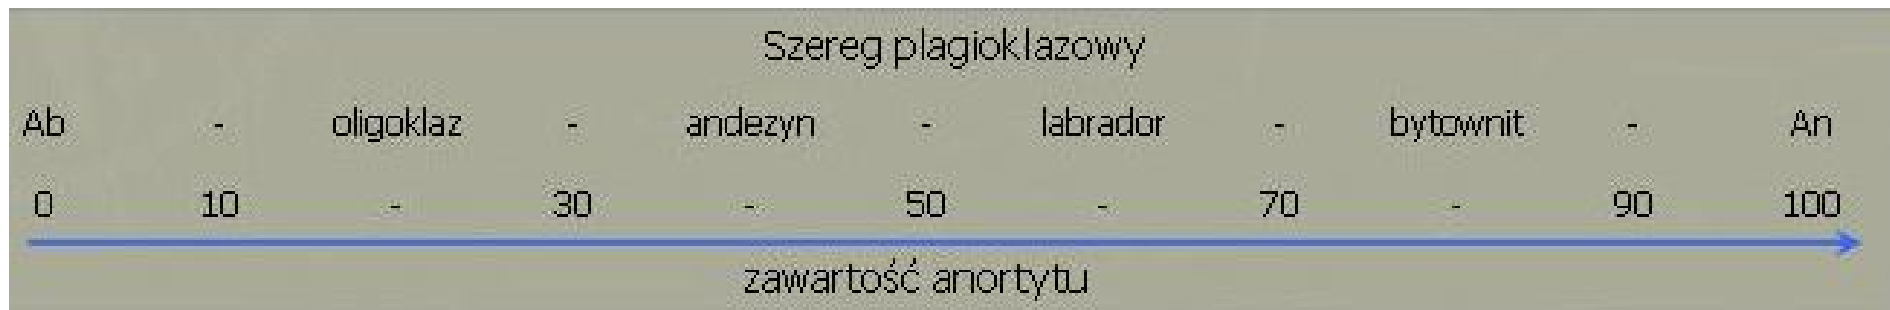 Szereg plagioklazowy
Ab - oligoklaz - andezyn - labrador - bytownit - An
0 10 - 30 - 50 - 70 - 90 100
zawartość anortytu